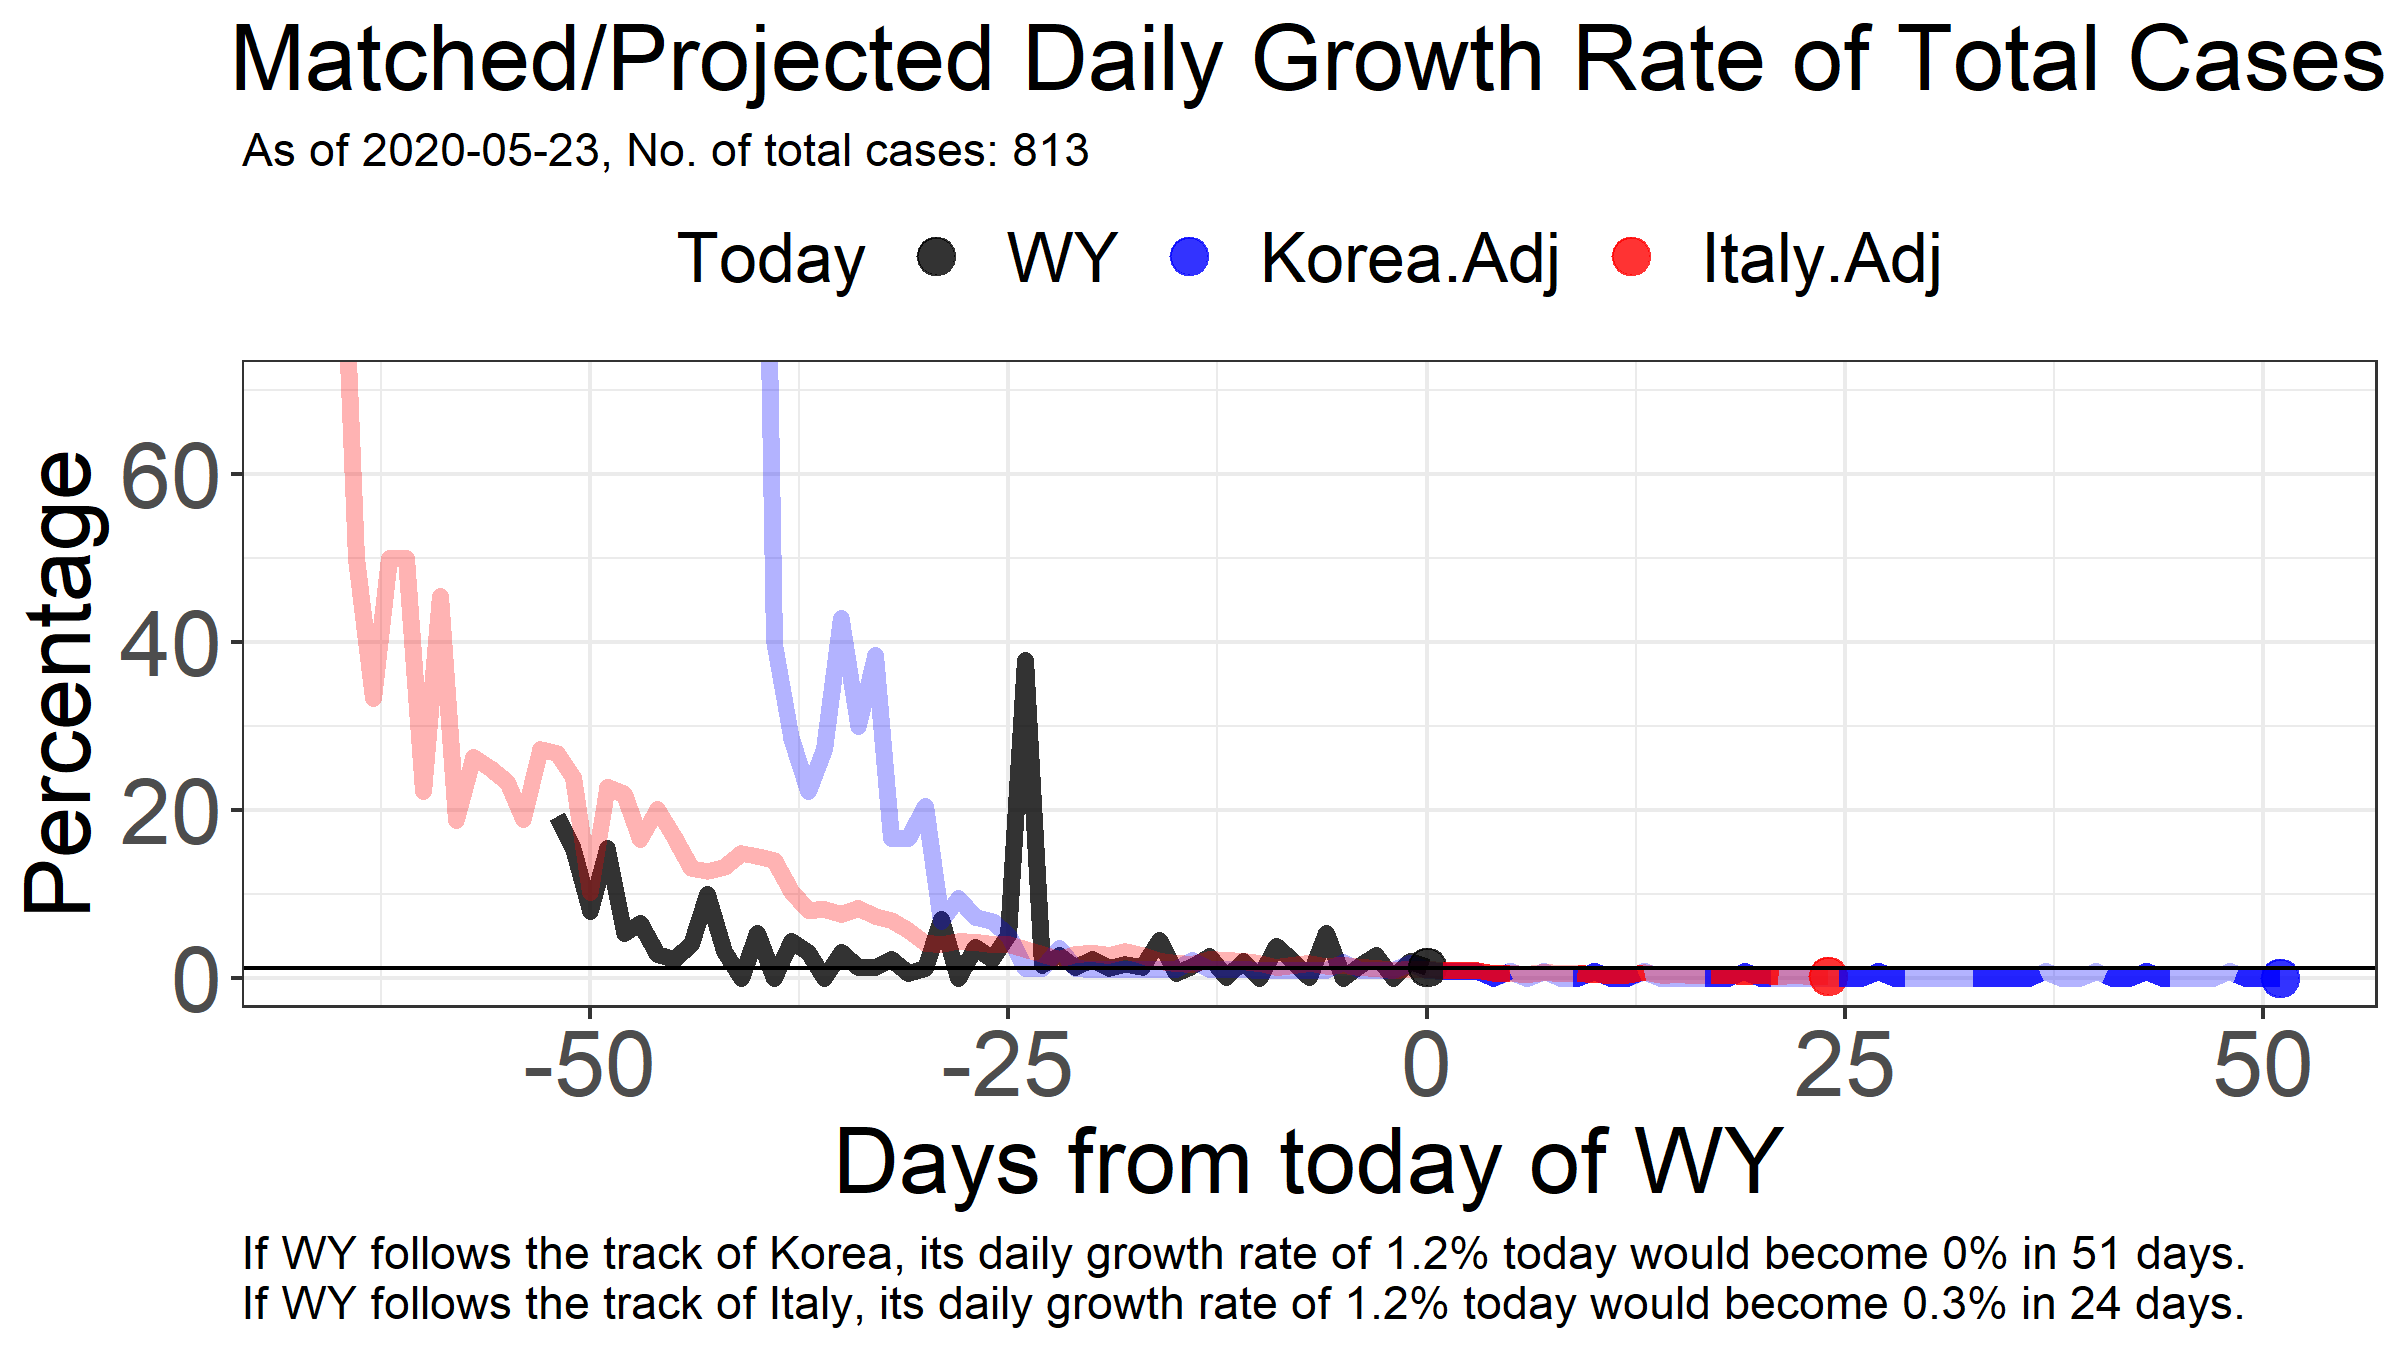 Matched/Projected Daily Growth Rate of Total Cases
As of 2020-05-23, No. of total cases: 813
Today WY Korea.Adj Italy.Adj
Percentage
60
40
20
0
-50 -25 0 25 50
Days from today of WY
If WY follows the track of Korea, its daily growth rate of 1.2% today would become 0% in 51 days.
If WY follows the track of Italy, its daily growth rate of 1.2% today would become 0.3% in 24 days.